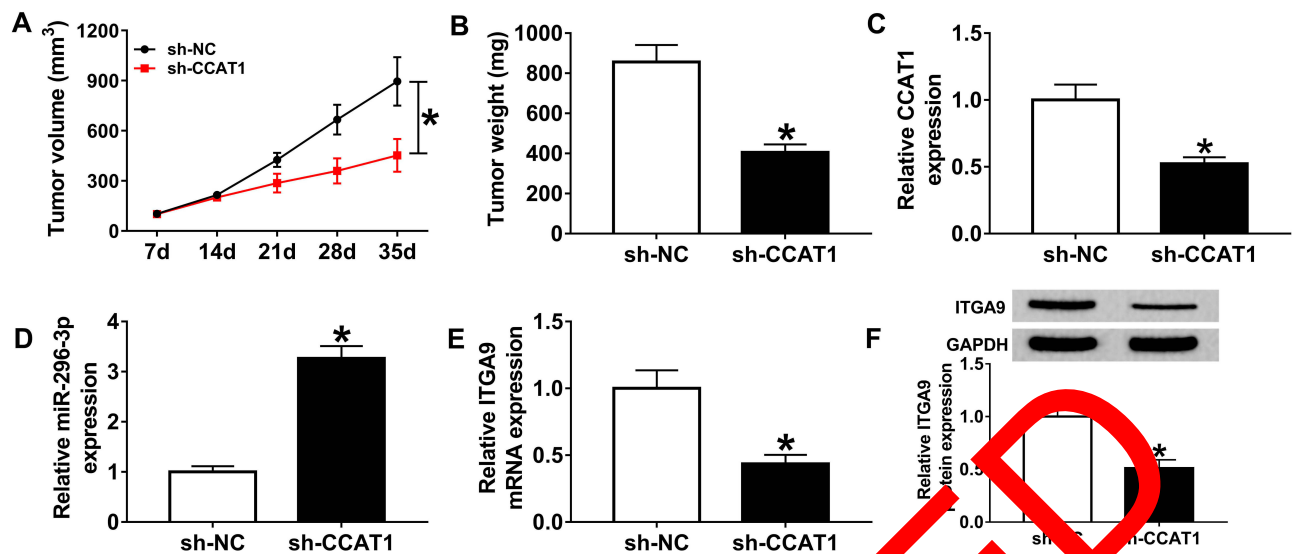 A
Tumor volume (mm3)
1200
900
600
300
0
sh-NC
sh-CCAT1
*
7d 14d 21d 28d 35d
B
Tumor weight (mg)
1000
800
600
400
200
0
*
sh-NC sh-CCAT1
C
Relative CCAT1
expression
1.5
1.0
0.5
0.0
*
sh-NC sh-CCAT1
D
Relative miR-296-3p
expression
4
3
2
1
0
*
sh-NC sh-CCAT1
E
Relative ITGA9
mRNA expression
1.5
1.0
0.5
0.0
*
sh-NC sh-CCAT1
F
ITGA9
GAPDH
Relative ITGA9
expression
1.5
1.0
0.5
0.0
*